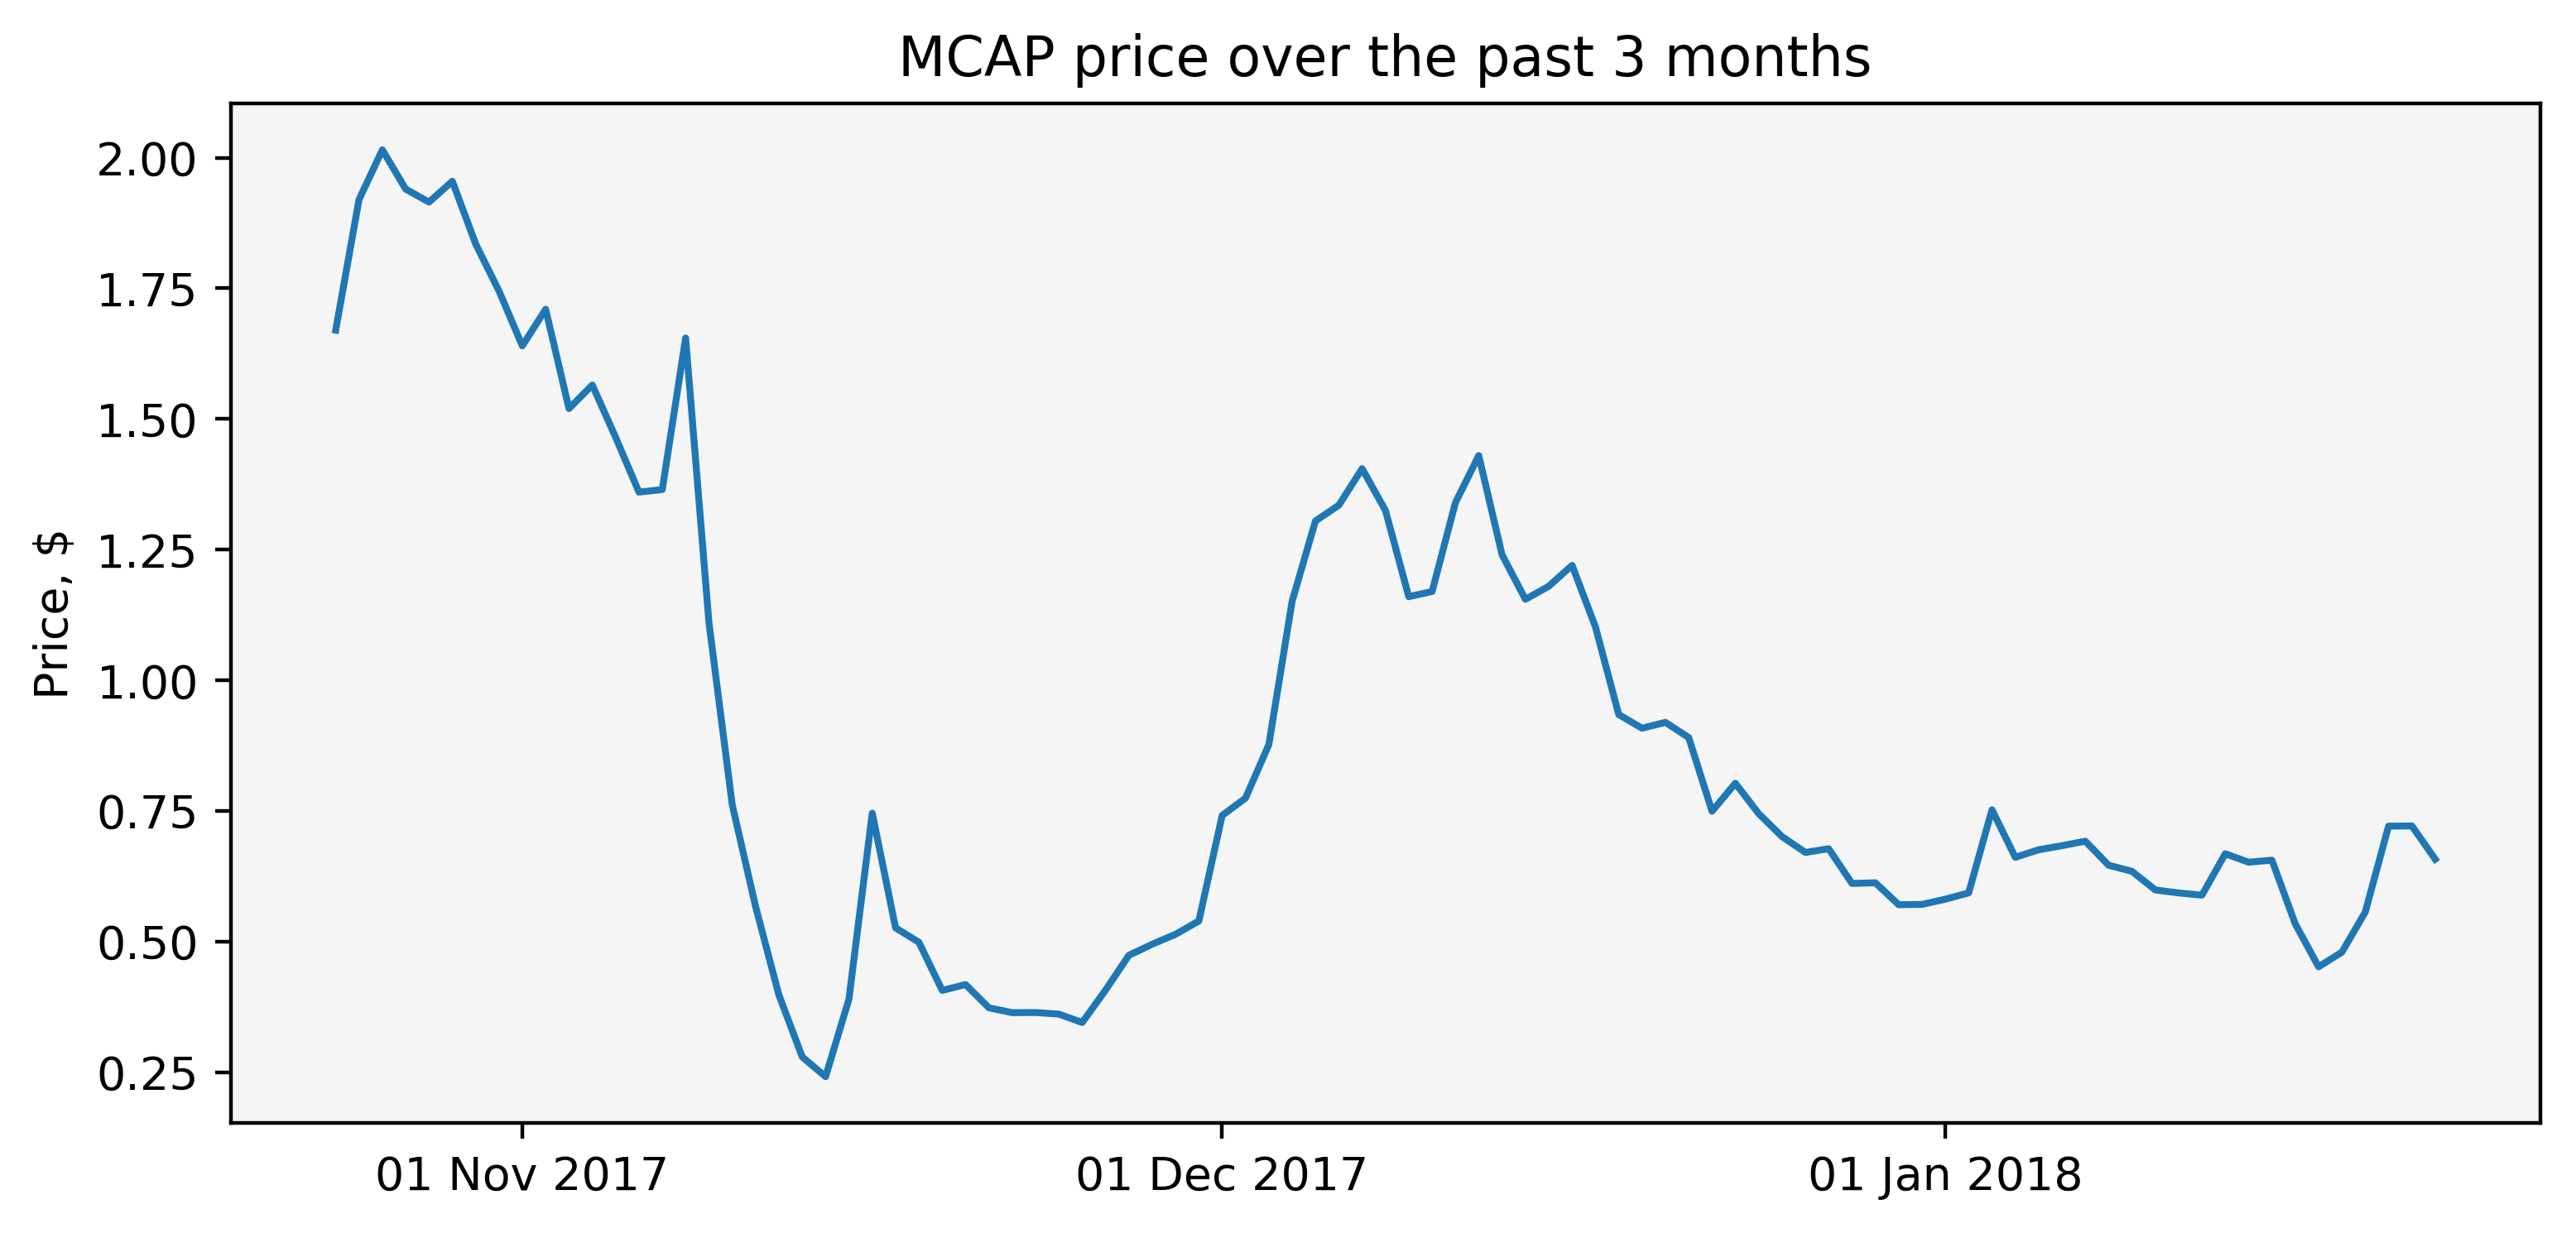 MCAP price over the past 3 months
Price, $
2.00
1.75
1.50
1.25
1.00
0.75
0.50
0.25
01 Nov 2017
01 Dec 2017
01 Jan 2018